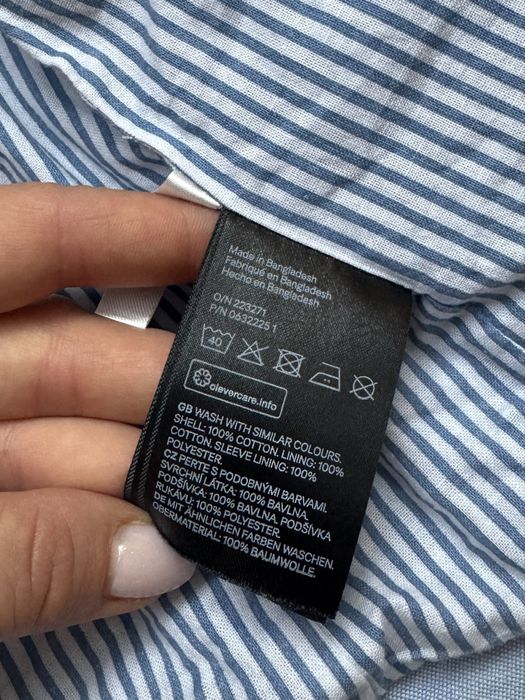 Made in Bangladesh
Fabriqué en Bangladesh
Hecho en Bangladesh
O/N 223271
P/N 0632225 1
40
clevercare.info
GB WASH WITH SIMILAR COLOURS.
SHELL: 100% COTTON. LINING: 100%
COTTON. SLEEVE LINING: 100%
POLYESTER.
CZ PERTE S PODOBNÝMI BARVAMI.
SVRCHNÍ LÁTKA: 100% BAVLNA.
PODŠÍVKA: 100% BAVLNA. PODŠÍVKA
RUKÁVU: 100% POLYESTER.
DE MIT ÄHNLICHEN FARBEN WASCHEN.
OBERMATERIAL: 100% BAUMWOLLE.